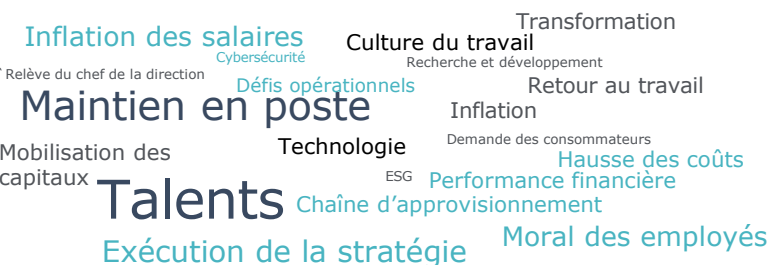 Transformation
Inflation des salaires
Culture du travail
Cybersécurité
Recherche et développement
Relève du chef de la direction
Défis opérationnels
Retour au travail
Maintien en poste
Inflation
Demande des consommateurs
Technologie
Mobilisation des
capitaux
Hausse des coûts
ESG
Performance financière
Talents
Chaîne d'approvisionnement
Moral des employés
Exécution de la stratégie